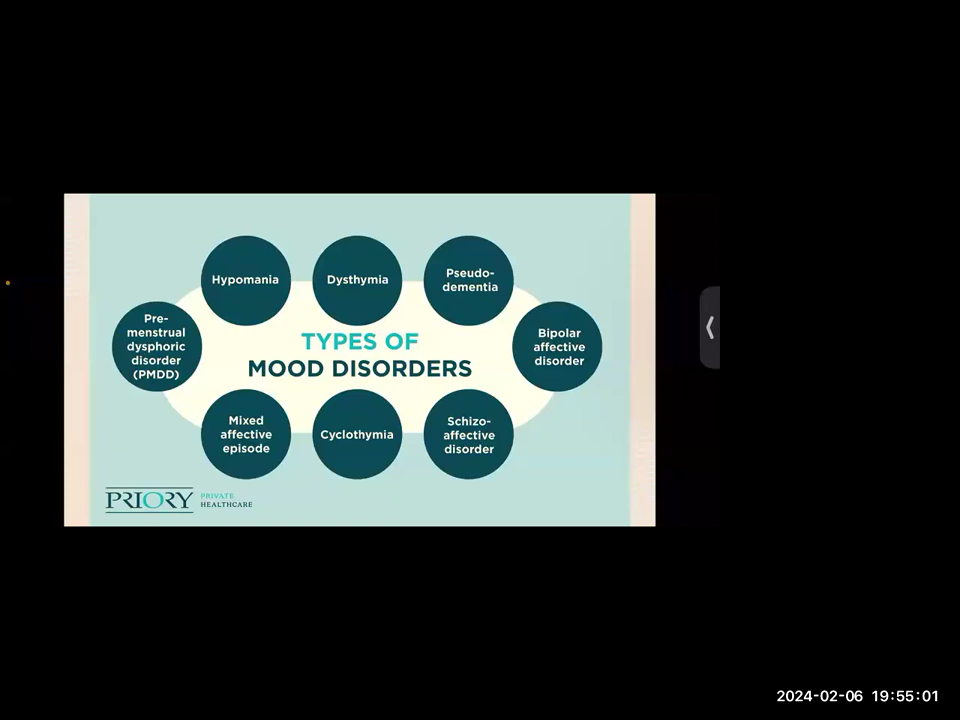 Hypomania
Dysthymia
Pseudo-
dementia
Pre-
menstrual
dysphoric
disorder
(PMDD)
TYPES OF
MOOD DISORDERS
Bipolar
affective
disorder
Mixed
affective
episode
Cyclothymia
Schizo-
affective
disorder
PRIORY
PRIVATE
HEALTHCARE
2024-02-06 19:55:01